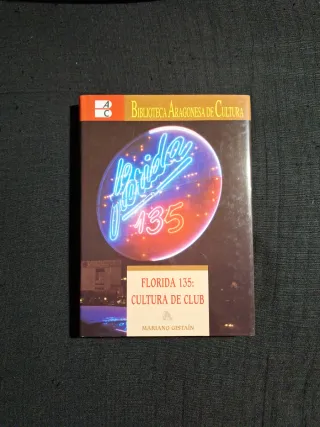 A
C
BIBLIOTECA ARAGONESA DE CULTURA
florida
135
FLORIDA 135:
CULTURA DE CLUB
MARIANO GISTAÍN